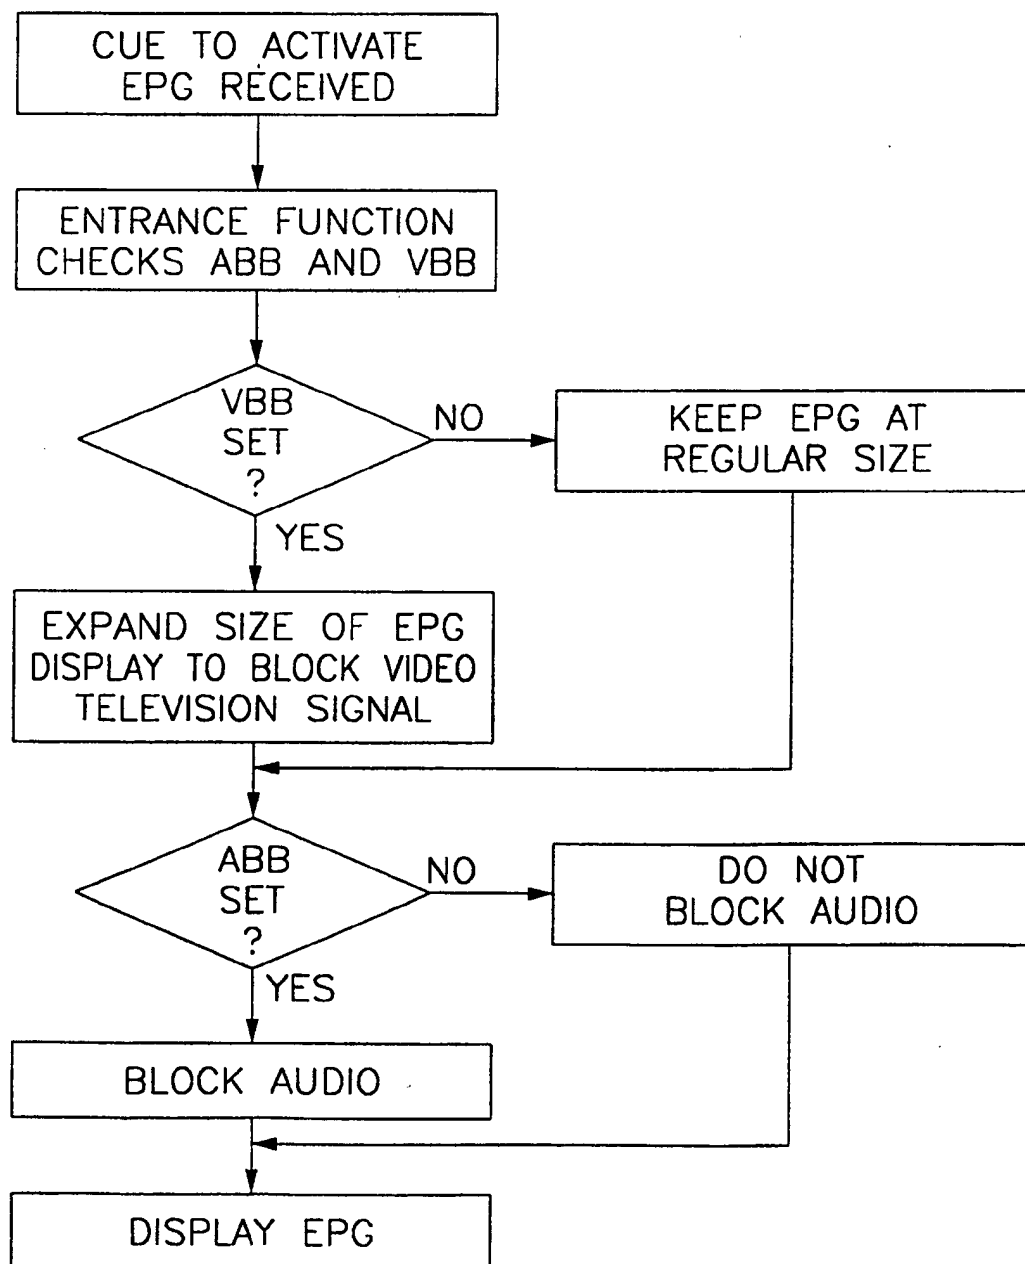 CUE TO ACTIVATE
EPG RECEIVED
ENTRANCE FUNCTION
CHECKS ABB AND VBB
VBB
SET
?
NO
KEEP EPG AT
REGULAR SIZE
YES
EXPAND SIZE OF EPG
DISPLAY TO BLOCK VIDEO
TELEVISION SIGNAL
ABB
SET
?
NO
DO NOT
BLOCK AUDIO
YES
BLOCK AUDIO
DISPLAY EPG